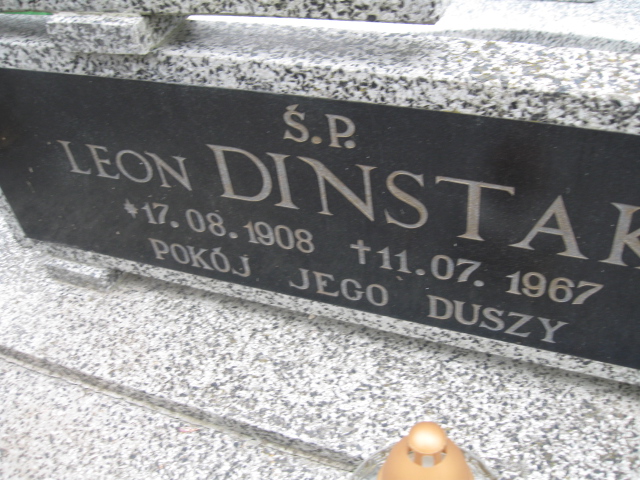 Ś.P.
LEON DINSTAK
*17.08.1908 †11.07.1967
POKÓJ JEGO DUSZY